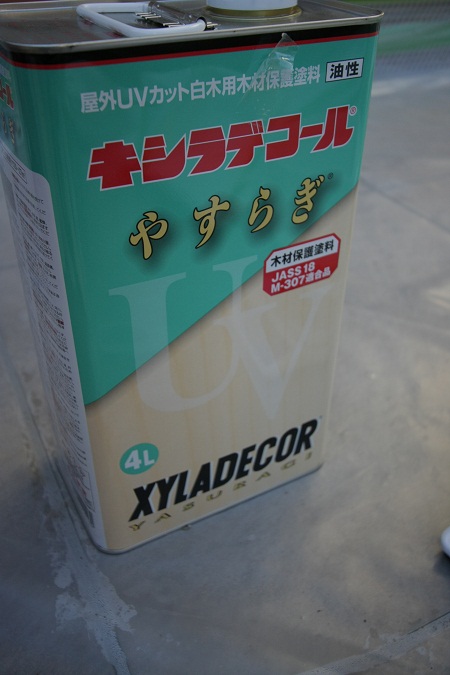 屋外UVカット白木用木材保護塗料 油性
キシラデコール®
やすらぎ®
UV
木材保護塗料
JASS 18
M-307適合品
4L
XYLADECOR
YASURAGI